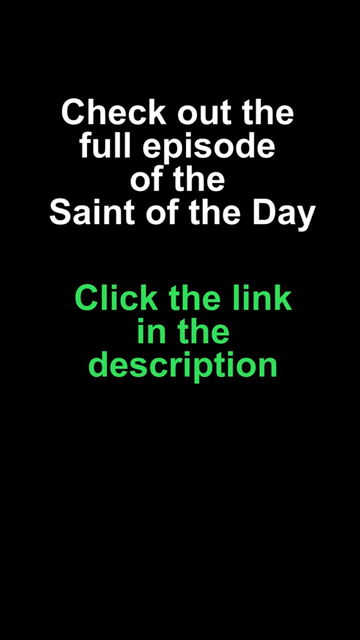 Check out the
full episode
of the
Saint of the Day
Click the link
in the
description